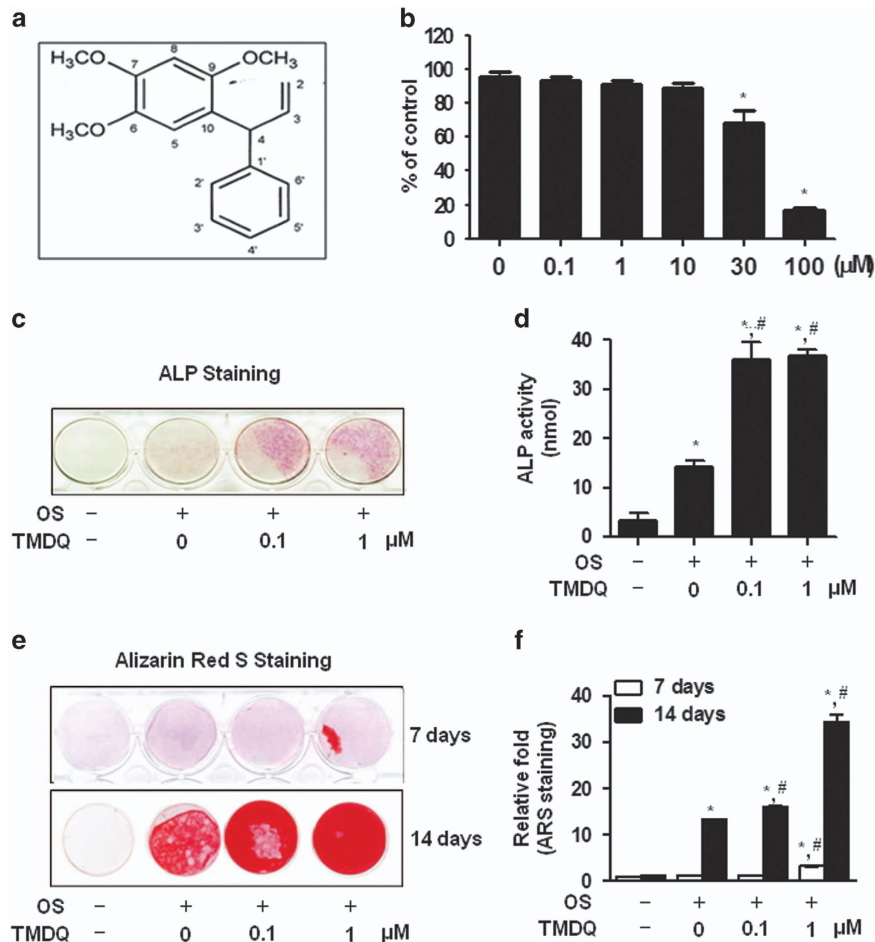 a
H₃CO
8
OCH₃
7
9
2
H₃CO
6
10
3
5
4
1'
2'
6'
3'
5'
4'
b
% of control
120
100
80
60
40
20
0
*
*
0 0.1 1 10 30 100 (µM)
c
ALP Staining
OS − + + +
TMDQ − 0 0.1 1 µM
d
ALP activity
(nmol)
40
30
20
10
0
*
*,#
*,#
OS − + + +
TMDQ − 0 0.1 1 µM
e
Alizarin Red S Staining
7 days
14 days
OS − + + +
TMDQ − 0 0.1 1 µM
f
7 days
14 days
Relative fold
(ARS staining)
40
30
20
10
0
*
*,#
*,#
*,#
OS − + + +
TMDQ − 0 0.1 1 µM